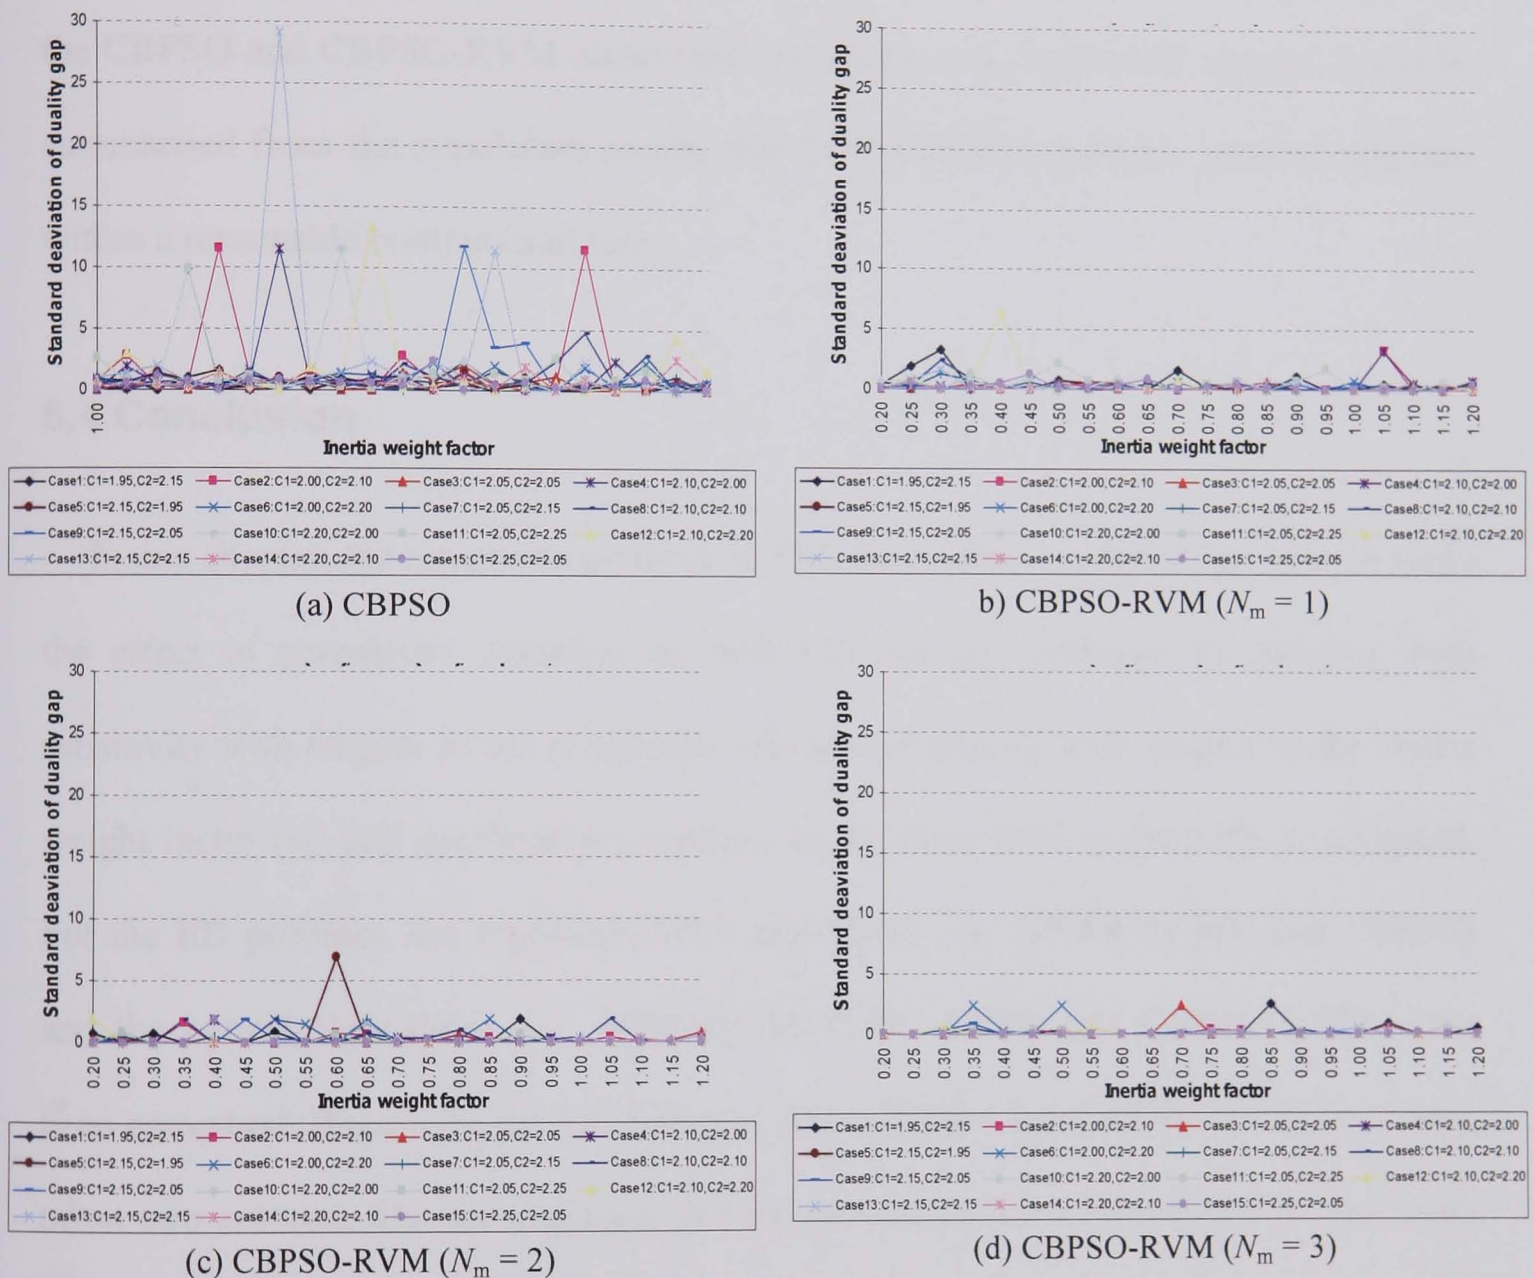 Standard deaviation of duality gap
30
25
20
15
10
5
0
1.00
Inertia weight factor
Case1:C1=1.95,C2=2.15 Case2:C1=2.00,C2=2.10 Case3:C1=2.05,C2=2.05 Case4:C1=2.10,C2=2.00
Case5:C1=2.15,C2=1.95 Case6:C1=2.00,C2=2.20 Case7:C1=2.05,C2=2.15 Case8:C1=2.10,C2=2.10
Case9:C1=2.15,C2=2.05 Case10:C1=2.20,C2=2.00 Case11:C1=2.05,C2=2.25 Case12:C1=2.10,C2=2.20
Case13:C1=2.15,C2=2.15 Case14:C1=2.20,C2=2.10 Case15:C1=2.25,C2=2.05
(a) CBPSO
Standard deaviation of duality gap
30
25
20
15
10
5
0
0.20 0.25 0.30 0.35 0.40 0.45 0.50 0.55 0.60 0.65 0.70 0.75 0.80 0.85 0.90 0.95 1.00 1.05 1.10 1.15 1.20
Inertia weight factor
Case1:C1=1.95,C2=2.15 Case2:C1=2.00,C2=2.10 Case3:C1=2.05,C2=2.05 Case4:C1=2.10,C2=2.00
Case5:C1=2.15,C2=1.95 Case6:C1=2.00,C2=2.20 Case7:C1=2.05,C2=2.15 Case8:C1=2.10,C2=2.10
Case9:C1=2.15,C2=2.05 Case10:C1=2.20,C2=2.00 Case11:C1=2.05,C2=2.25 Case12:C1=2.10,C2=2.20
Case13:C1=2.15,C2=2.15 Case14:C1=2.20,C2=2.10 Case15:C1=2.25,C2=2.05
b) CBPSO-RVM (Nm = 1)
Standard deaviation of duality gap
30
25
20
15
10
5
0
0.20 0.25 0.30 0.35 0.40 0.45 0.50 0.55 0.60 0.65 0.70 0.75 0.80 0.85 0.90 0.95 1.00 1.05 1.10 1.15 1.20
Inertia weight factor
Case1:C1=1.95,C2=2.15 Case2:C1=2.00,C2=2.10 Case3:C1=2.05,C2=2.05 Case4:C1=2.10,C2=2.00
Case5:C1=2.15,C2=1.95 Case6:C1=2.00,C2=2.20 Case7:C1=2.05,C2=2.15 Case8:C1=2.10,C2=2.10
Case9:C1=2.15,C2=2.05 Case10:C1=2.20,C2=2.00 Case11:C1=2.05,C2=2.25 Case12:C1=2.10,C2=2.20
Case13:C1=2.15,C2=2.15 Case14:C1=2.20,C2=2.10 Case15:C1=2.25,C2=2.05
(c) CBPSO-RVM (Nm = 2)
Standard deaviation of duality gap
30
25
20
15
10
5
0
0.20 0.25 0.30 0.35 0.40 0.45 0.50 0.55 0.60 0.65 0.70 0.75 0.80 0.85 0.90 0.95 1.00 1.05 1.10 1.15 1.20
Inertia weight factor
Case1:C1=1.95,C2=2.15 Case2:C1=2.00,C2=2.10 Case3:C1=2.05,C2=2.05 Case4:C1=2.10,C2=2.00
Case5:C1=2.15,C2=1.95 Case6:C1=2.00,C2=2.20 Case7:C1=2.05,C2=2.15 Case8:C1=2.10,C2=2.10
Case9:C1=2.15,C2=2.05 Case10:C1=2.20,C2=2.00 Case11:C1=2.05,C2=2.25 Case12:C1=2.10,C2=2.20
Case13:C1=2.15,C2=2.15 Case14:C1=2.20,C2=2.10 Case15:C1=2.25,C2=2.05
(d) CBPSO-RVM (Nm = 3)